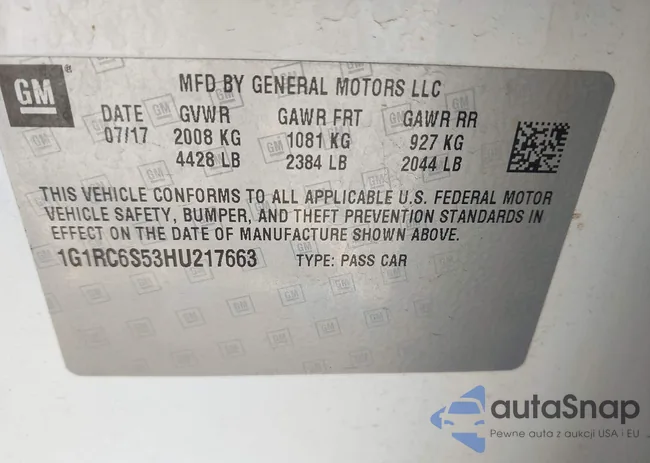 GM
MFD BY GENERAL MOTORS LLC
DATE GVWR GAWR FRT GAWR RR
07/17 2008 KG 1081 KG 927 KG
4428 LB 2384 LB 2044 LB
THIS VEHICLE CONFORMS TO ALL APPLICABLE U.S. FEDERAL MOTOR
VEHICLE SAFETY, BUMPER, AND THEFT PREVENTION STANDARDS IN
EFFECT ON THE DATE OF MANUFACTURE SHOWN ABOVE.
1G1RC6S53HU217663 TYPE: PASS CAR
autaSnap
Pewne auta z aukcji USA i EU